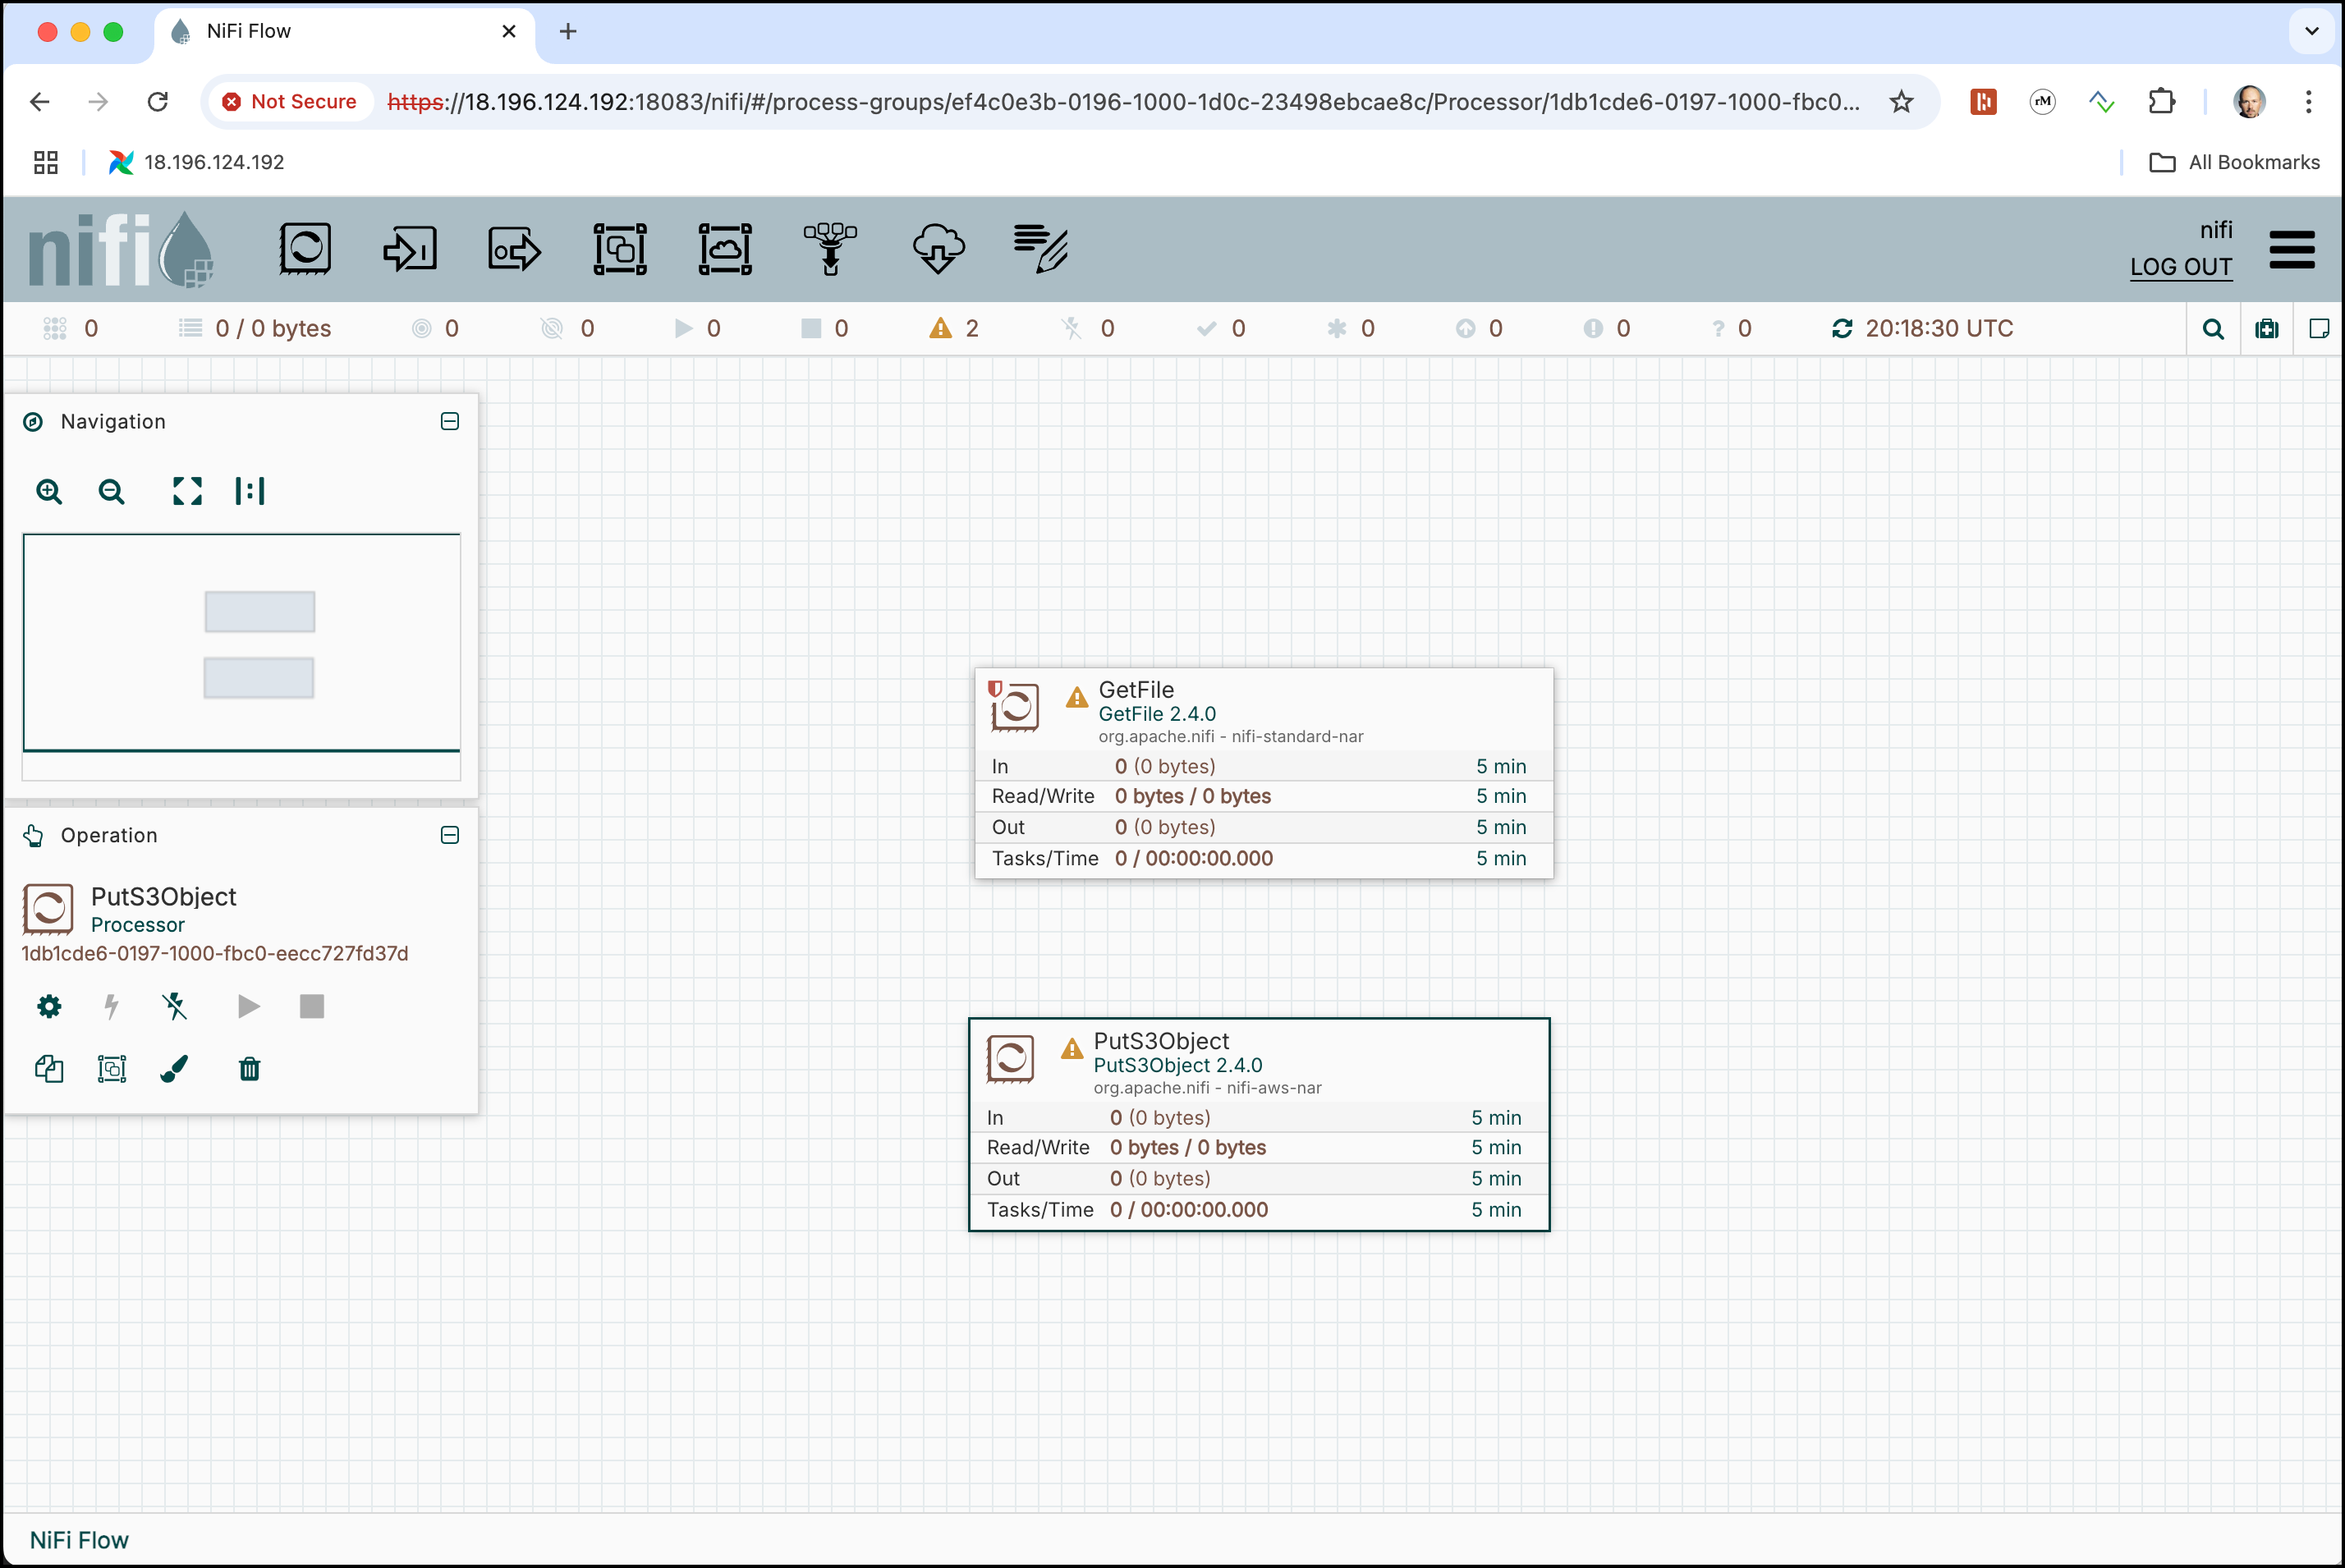 NiFi Flow
Not Secure
https://18.196.124.192:18083/nifi/#/process-groups/ef4c0e3b-0196-1000-1d0c-23498ebcae8c/Processor/1db1cde6-0197-1000-fbc0...
rM
18.196.124.192
All Bookmarks
nifi
nifi
LOG OUT
0
0 / 0 bytes
0
0
0
0
2
0
0
0
0
0
? 0
20:18:30 UTC
Navigation
Operation
PutS3Object
Processor
1db1cde6-0197-1000-fbc0-eecc727fd37d
GetFile
GetFile 2.4.0
org.apache.nifi - nifi-standard-nar
In 0 (0 bytes) 5 min
Read/Write 0 bytes / 0 bytes 5 min
Out 0 (0 bytes) 5 min
Tasks/Time 0 / 00:00:00.000 5 min
PutS3Object
PutS3Object 2.4.0
org.apache.nifi - nifi-aws-nar
In 0 (0 bytes) 5 min
Read/Write 0 bytes / 0 bytes 5 min
Out 0 (0 bytes) 5 min
Tasks/Time 0 / 00:00:00.000 5 min
NiFi Flow